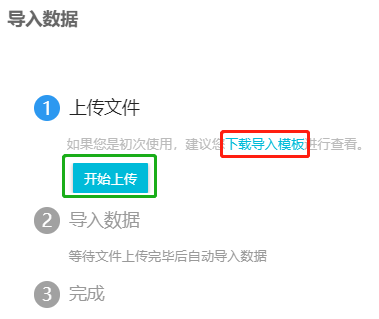 导入数据
1 上传文件
如果您是初次使用，建议您下载导入模板进行查看。
开始上传
2 导入数据
等待文件上传完毕后自动导入数据
3 完成